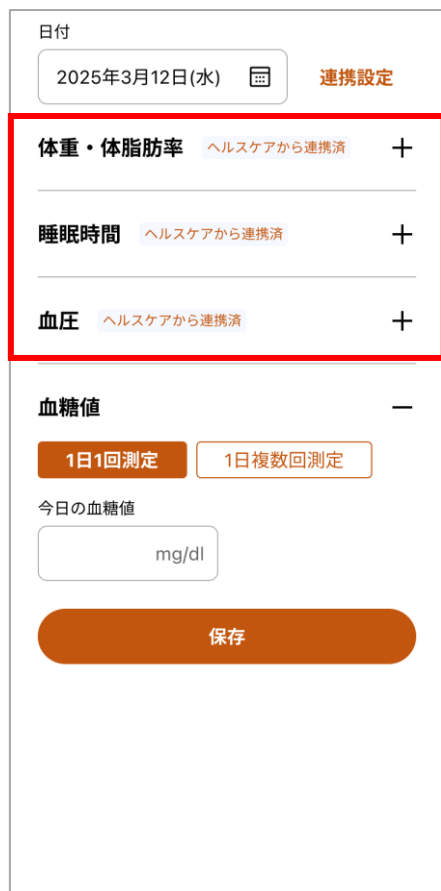 日付
2025年3月12日(水) 連携設定
体重・体脂肪率 ヘルスケアから連携済
睡眠時間 ヘルスケアから連携済
血圧 ヘルスケアから連携済
血糖値
1日1回測定 1日複数回測定
今日の血糖値
mg/dl
保存